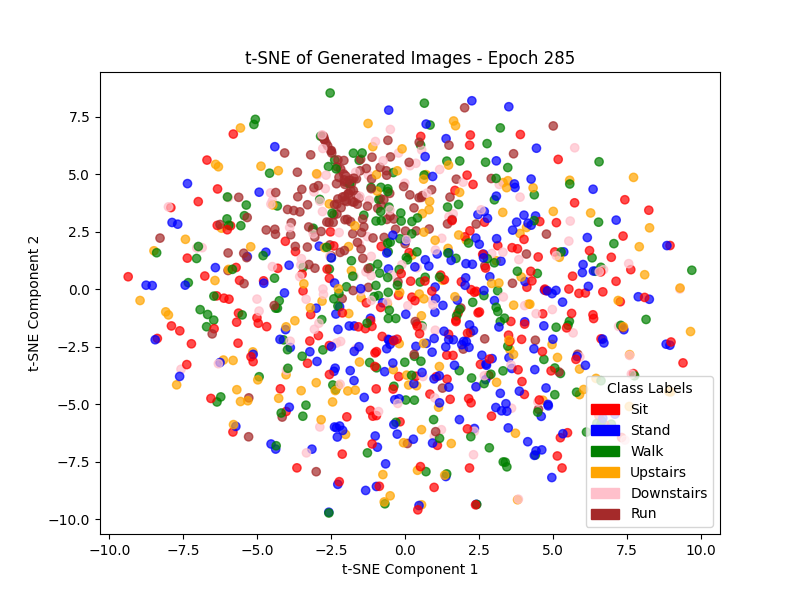 t-SNE of Generated Images - Epoch 285
t-SNE Component 2
7.5
5.0
2.5
0.0
−2.5
−5.0
−7.5
−10.0
Class Labels
Sit
Stand
Walk
Upstairs
Downstairs
Run
−10.0 −7.5 −5.0 −2.5 0.0 2.5 5.0 7.5 10.0
t-SNE Component 1